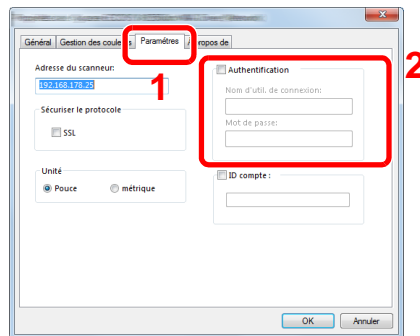 Général Gestion des coule s Paramètres A ropos de
1
2
Adresse du scanneur:
192.168.178.25
Sécuriser le protocole
SSL
Unité
Pouce métrique
Authentification
Nom d'util. de connexion:
Mot de passe:
ID compte :
OK Annuler